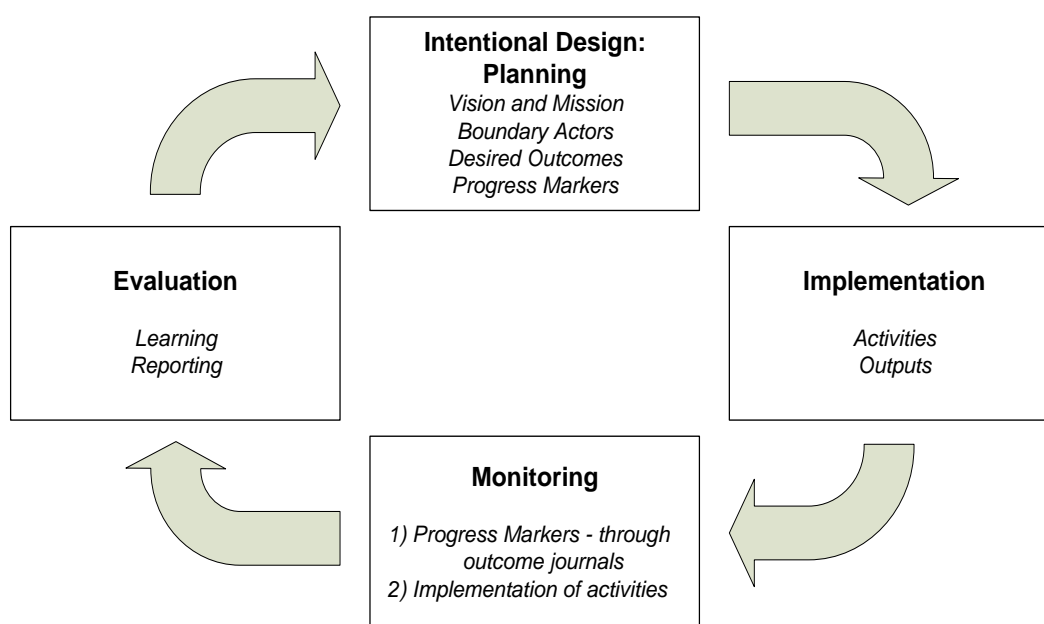 Intentional Design:
Planning
Vision and Mission
Boundary Actors
Desired Outcomes
Progress Markers
Evaluation
Learning
Reporting
Implementation
Activities
Outputs
Monitoring
1) Progress Markers - through
outcome journals
2) Implementation of activities